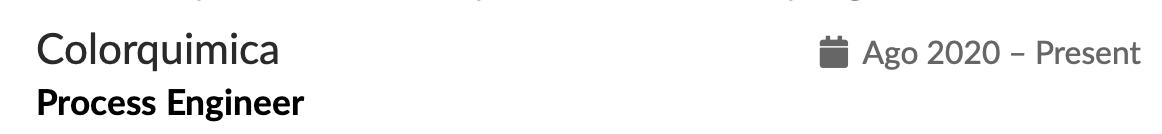 Colorquimica
Ago 2020 – Present
Process Engineer